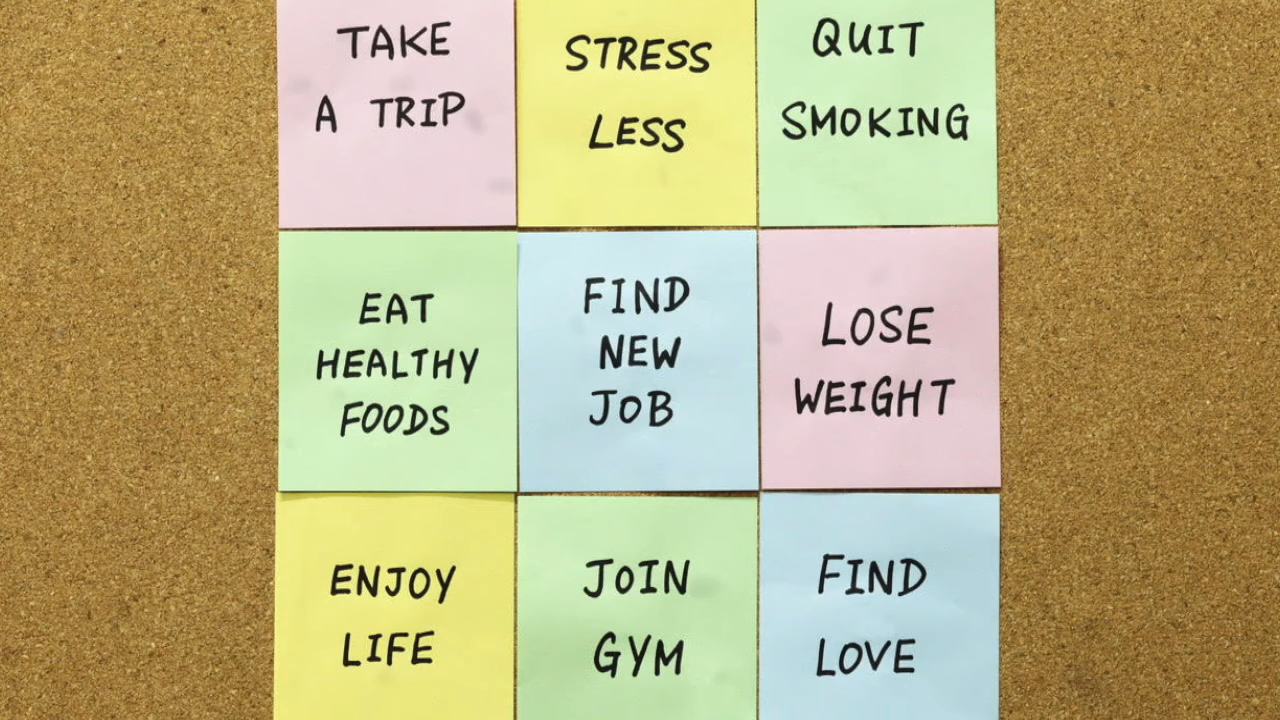 TAKE
A TRIP
STRESS
LESS
QUIT
SMOKING
EAT
HEALTHY
FOODS
FIND
NEW
JOB
LOSE
WEIGHT
ENJOY
LIFE
JOIN
GYM
FIND
LOVE